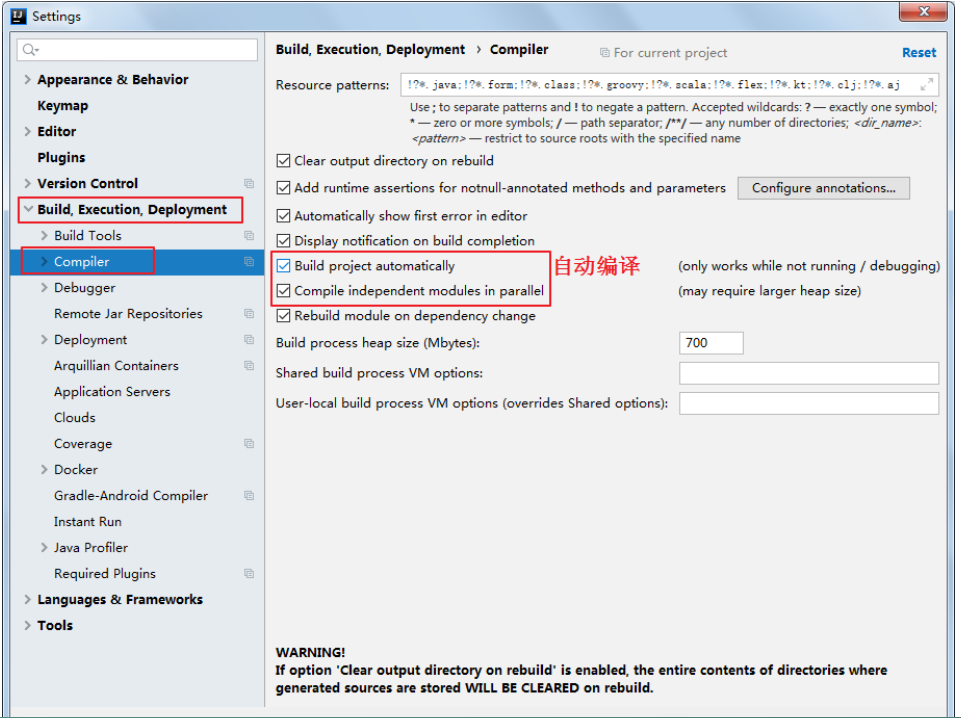 Settings
Appearance & Behavior
Keymap
Editor
Plugins
Version Control
Build, Execution, Deployment
Build Tools
Compiler
Debugger
Remote Jar Repositories
Deployment
Arquillian Containers
Application Servers
Clouds
Coverage
Docker
Gradle-Android Compiler
Instant Run
Java Profiler
Required Plugins
Languages & Frameworks
Tools
Build, Execution, Deployment › Compiler For current project Reset
Resource patterns: !?*.java;!?*.form;!?*.class;!?*.groovy;!?*.scala;!?*.flex;!?*.kt;!?*.clj;!?*.aj
Use ; to separate patterns and ! to negate a pattern. Accepted wildcards: ? — exactly one symbol;
* — zero or more symbols; / — path separator; /**/ — any number of directories; <dir_name>:
<pattern> — restrict to source roots with the specified name
Clear output directory on rebuild
Add runtime assertions for notnull-annotated methods and parameters Configure annotations...
Automatically show first error in editor
Display notification on build completion
Build project automatically 自动编译 (only works while not running / debugging)
Compile independent modules in parallel (may require larger heap size)
Rebuild module on dependency change
Build process heap size (Mbytes): 700
Shared build process VM options:
User-local build process VM options (overrides Shared options):
WARNING!
If option 'Clear output directory on rebuild' is enabled, the entire contents of directories where
generated sources are stored WILL BE CLEARED on rebuild.